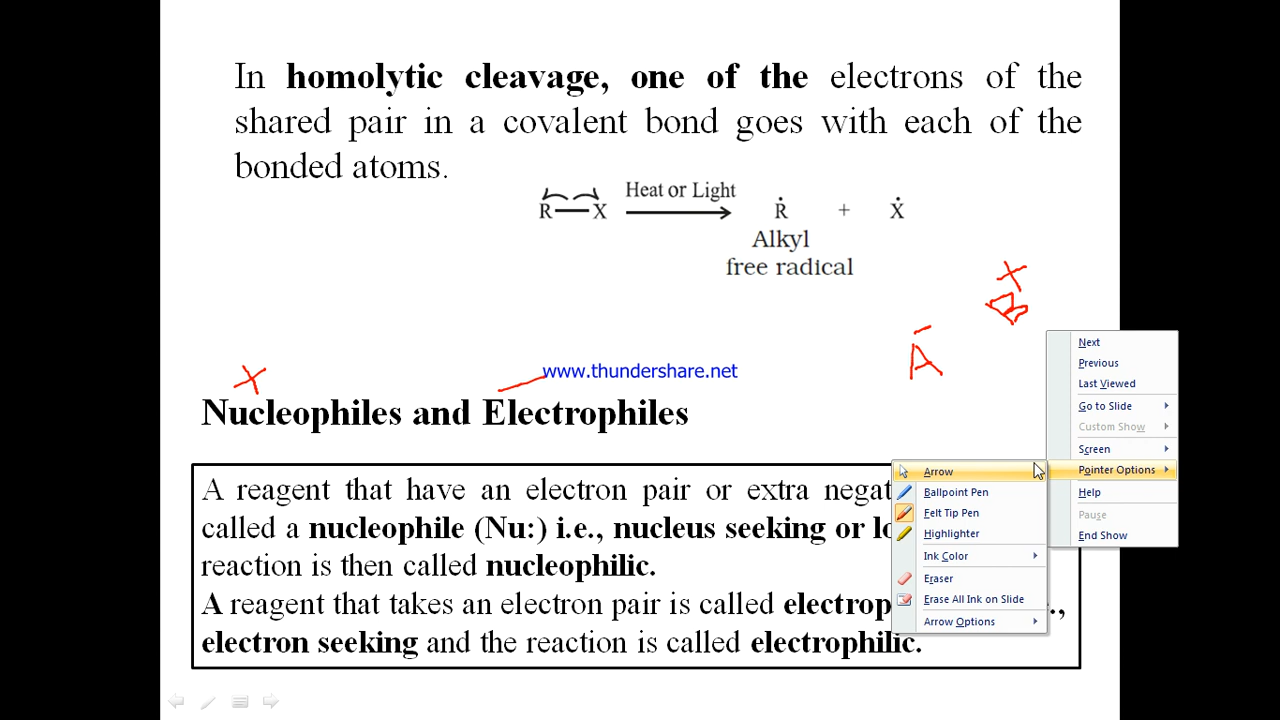 In homolytic cleavage, one of the electrons of the
shared pair in a covalent bond goes with each of the
bonded atoms.
R—X Heat or Light Ṙ + Ẋ
Alkyl
free radical
+
B
-
A
www.thundershare.net
+ —
Nucleophiles and Electrophiles
A reagent that have an electron pair or extra negat
called a nucleophile (Nu:) i.e., nucleus seeking or lo
reaction is then called nucleophilic.
A reagent that takes an electron pair is called electrop .,
electron seeking and the reaction is called electrophilic.
Next
Previous
Last Viewed
Go to Slide
Custom Show
Screen
Pointer Options
Help
Pause
End Show
Arrow
Ballpoint Pen
Felt Tip Pen
Highlighter
Ink Color
Eraser
Erase All Ink on Slide
Arrow Options